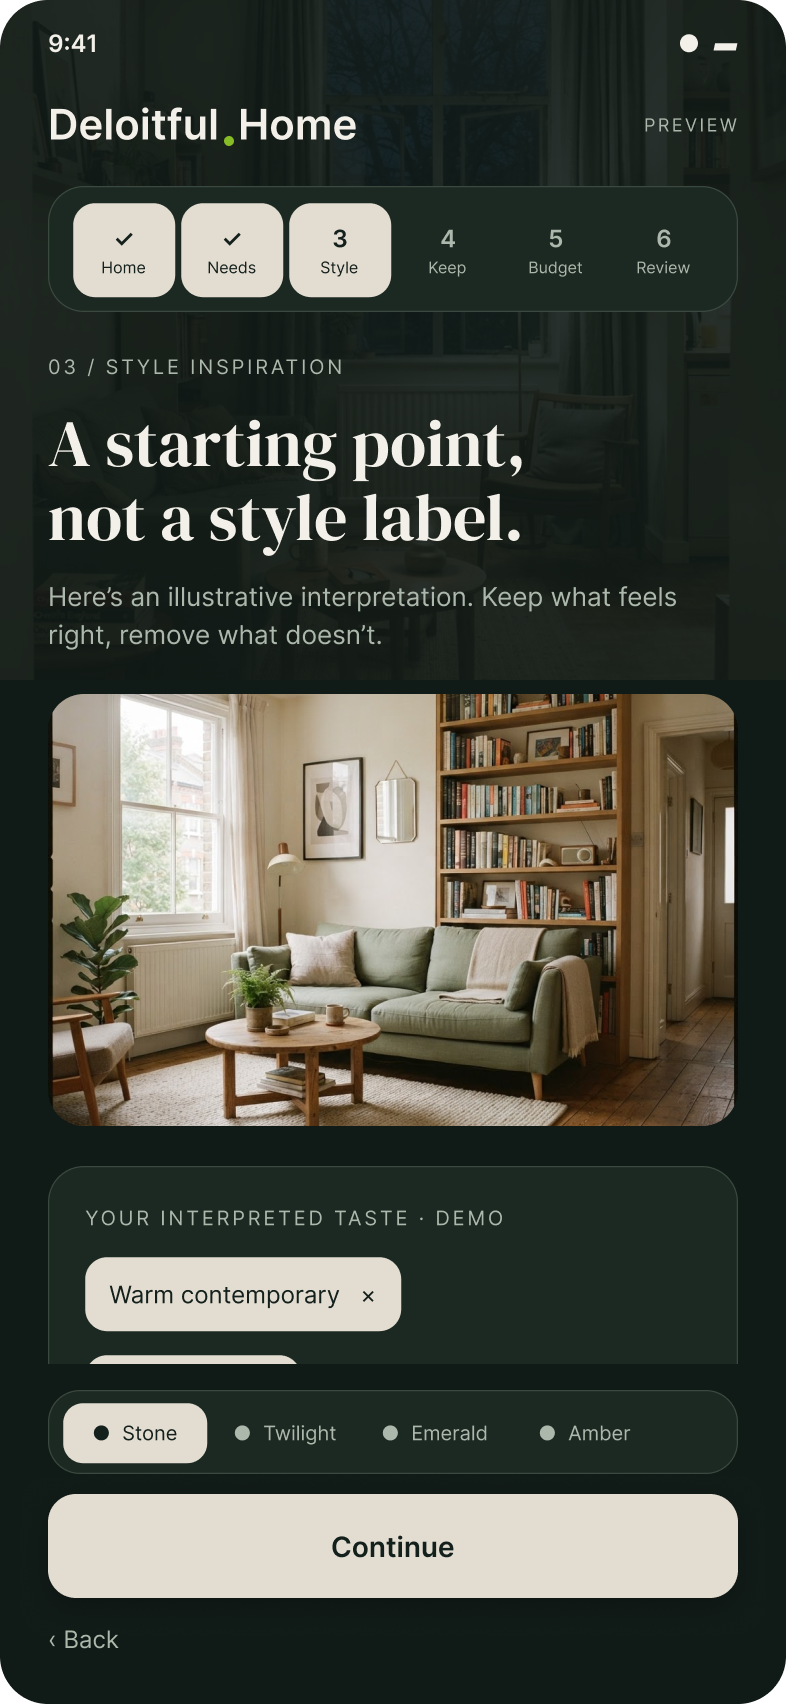 9:41
Deloitful.Home
PREVIEW
✓ ✓ 3 4 5 6
Home Needs Style Keep Budget Review
03 / STYLE INSPIRATION
A starting point,
not a style label.
Here’s an illustrative interpretation. Keep what feels
right, remove what doesn’t.
YOUR INTERPRETED TASTE · DEMO
Warm contemporary ×
Stone Twilight Emerald Amber
Continue
‹ Back